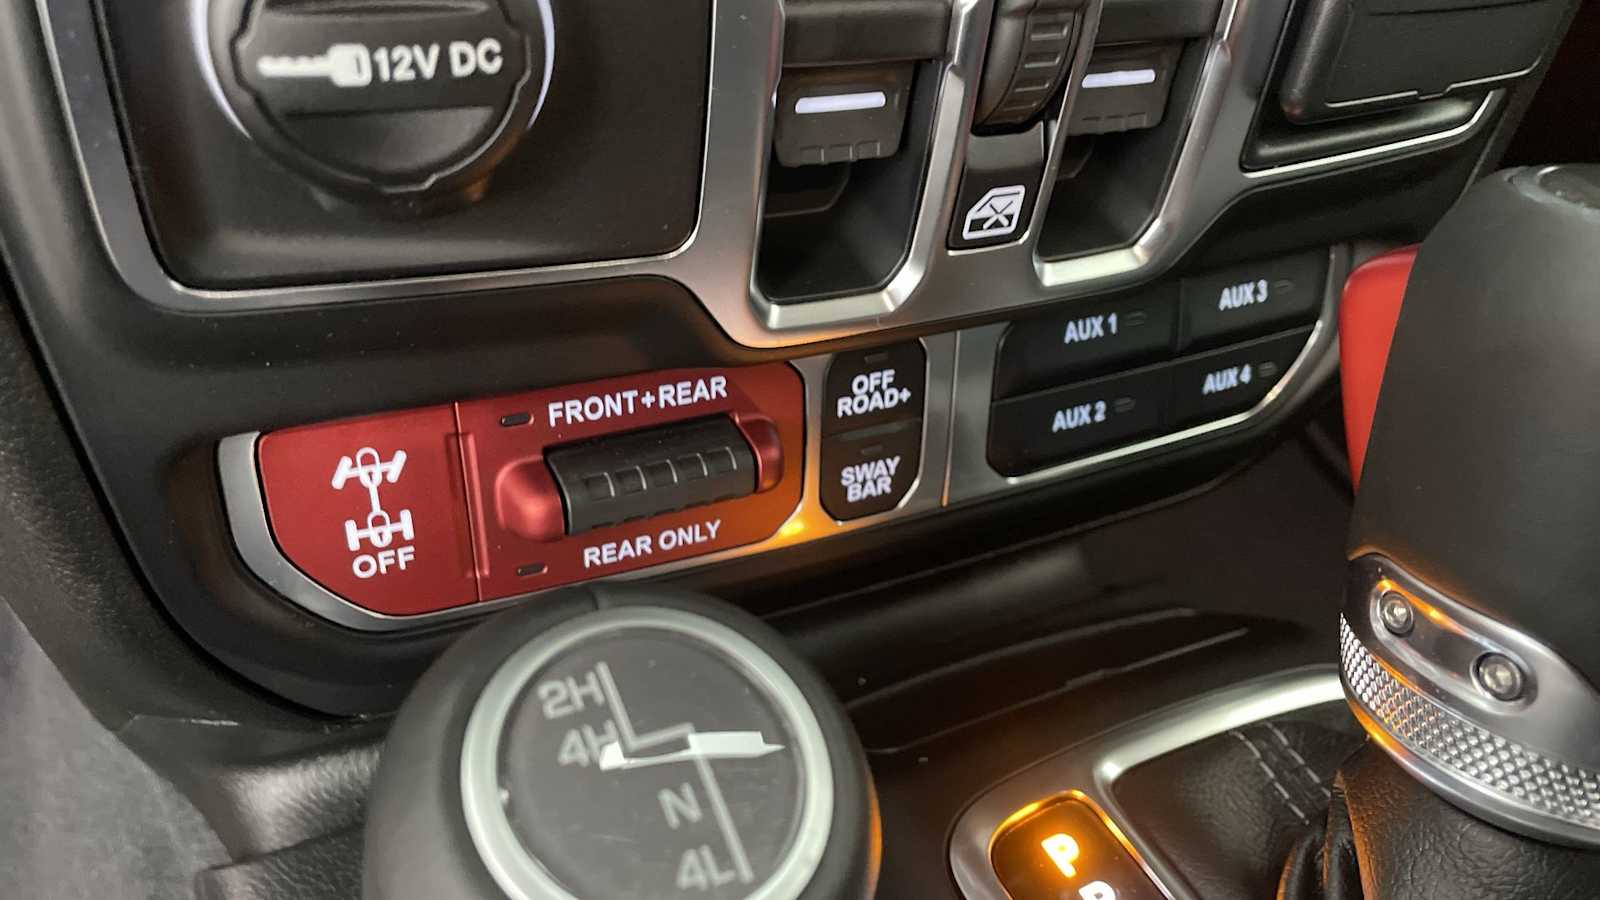 12V DC
FRONT+REAR
OFF
REAR ONLY
OFF
ROAD+
SWAY
BAR
AUX 1
AUX 3
AUX 2
AUX 4
2H
4H
N
4L
P